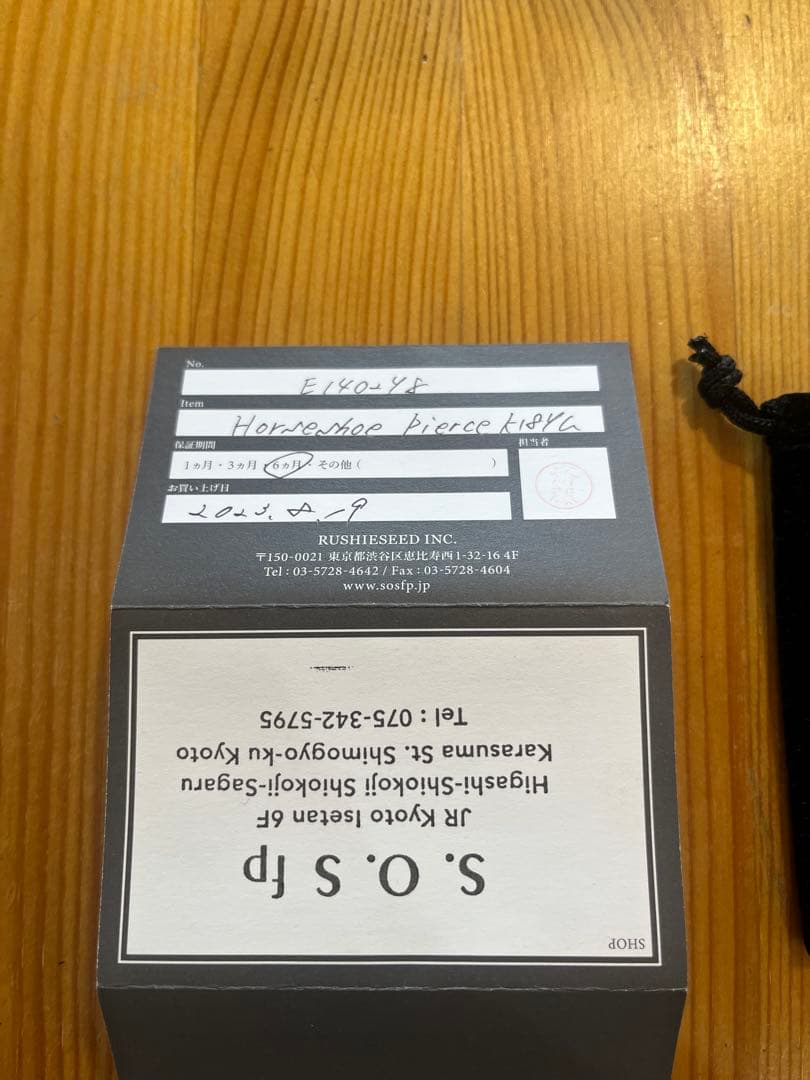 No.
E140-48
Item
Horseshoe Pierce K18YG
保証期間
1ヵ月・3ヵ月・6ヵ月・その他( )
担当者
お買い上げ日
2023.8.19
RUSHIESEED INC.
〒150-0021 東京都渋谷区恵比寿西1-32-16 4F
Tel : 03-5728-4642 / Fax : 03-5728-4604
www.sosfp.jp
SHOP
S.O.S fp
JR Kyoto Isetan 6F
Higashi-Shiokoji Shiokoji-Sagaru
Karasuma St. Shimogyo-ku Kyoto
Tel : 075-342-5795